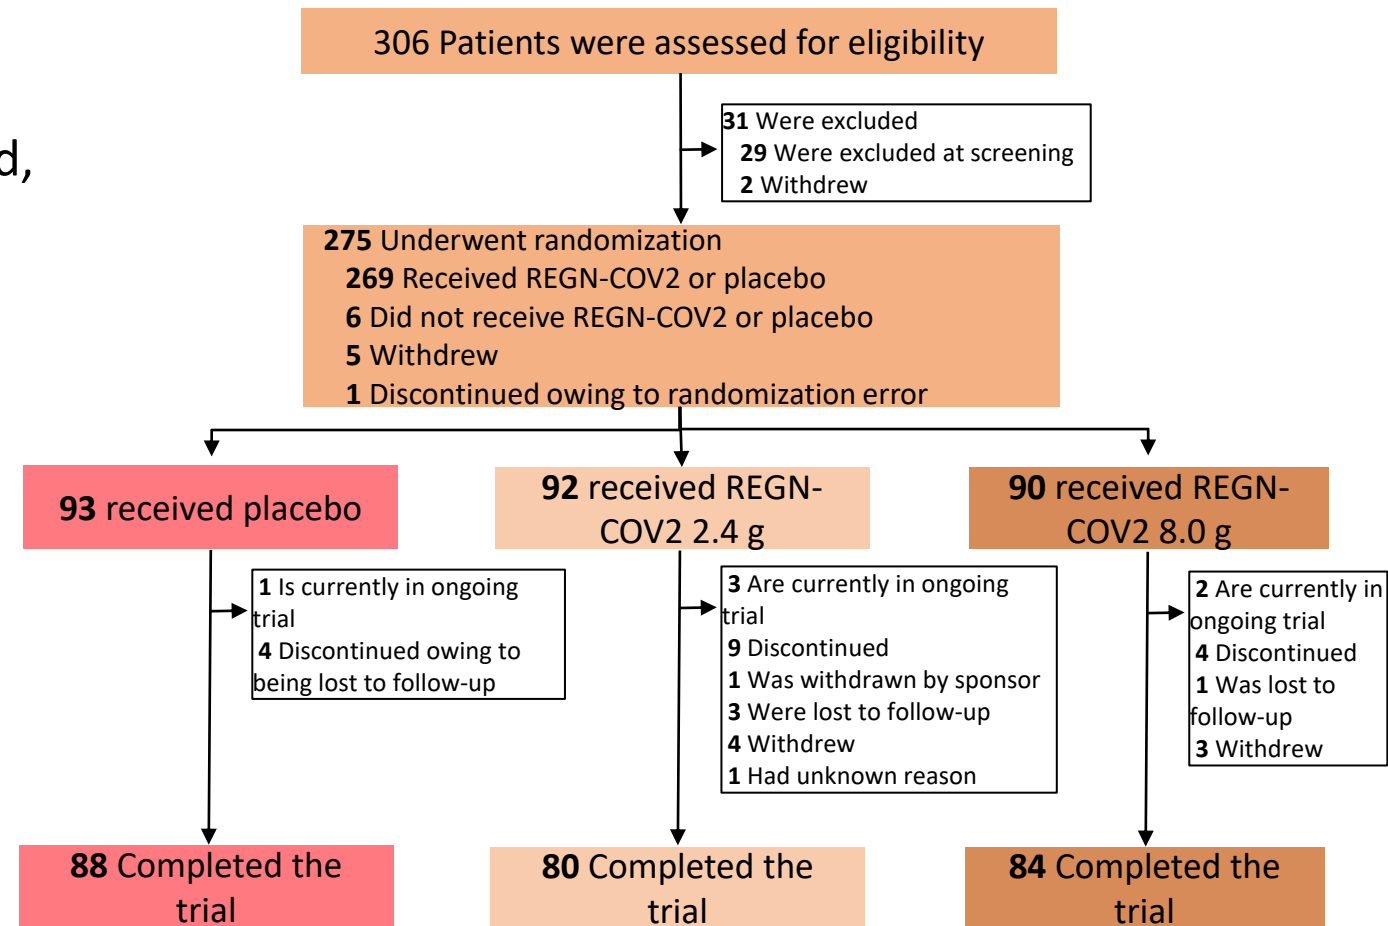 306 Patients were assessed for eligibility
d,
31 Were excluded
29 Were excluded at screening
2 Withdrew
275 Underwent randomization
269 Received REGN-COV2 or placebo
6 Did not receive REGN-COV2 or placebo
5 Withdrew
1 Discontinued owing to randomization error
93 received placebo
92 received REGN-
COV2 2.4 g
90 received REGN-
COV2 8.0 g
1 Is currently in ongoing
trial
4 Discontinued owing to
being lost to follow-up
3 Are currently in ongoing
trial
9 Discontinued
1 Was withdrawn by sponsor
3 Were lost to follow-up
4 Withdrew
1 Had unknown reason
2 Are currently in
ongoing trial
4 Discontinued
1 Was lost to
follow-up
3 Withdrew
88 Completed the
trial
80 Completed the
trial
84 Completed the
trial